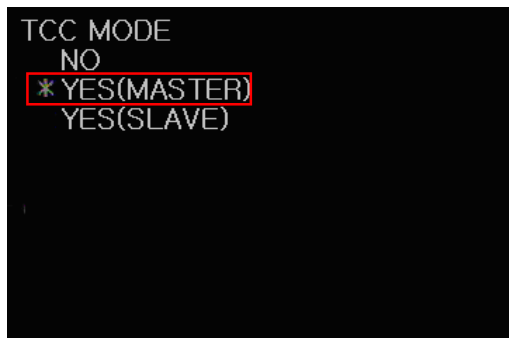 TCC MODE
NO
* YES(MASTER)
YES(SLAVE)